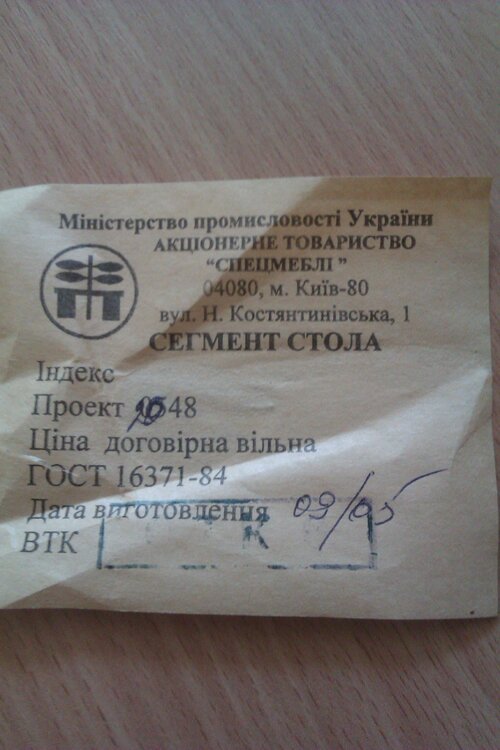 Міністерство промисловості України
АКЦІОНЕРНЕ ТОВАРИСТВО
"СПЕЦМЕБЛІ"
04080, м. Київ-80
вул. Н. Костянтинівська, 1
СЕГМЕНТ СТОЛА
Індекс
Проект 48
Ціна договірна вільна
ГОСТ 16371-84
Дата виготовлення 09/05
ВТК